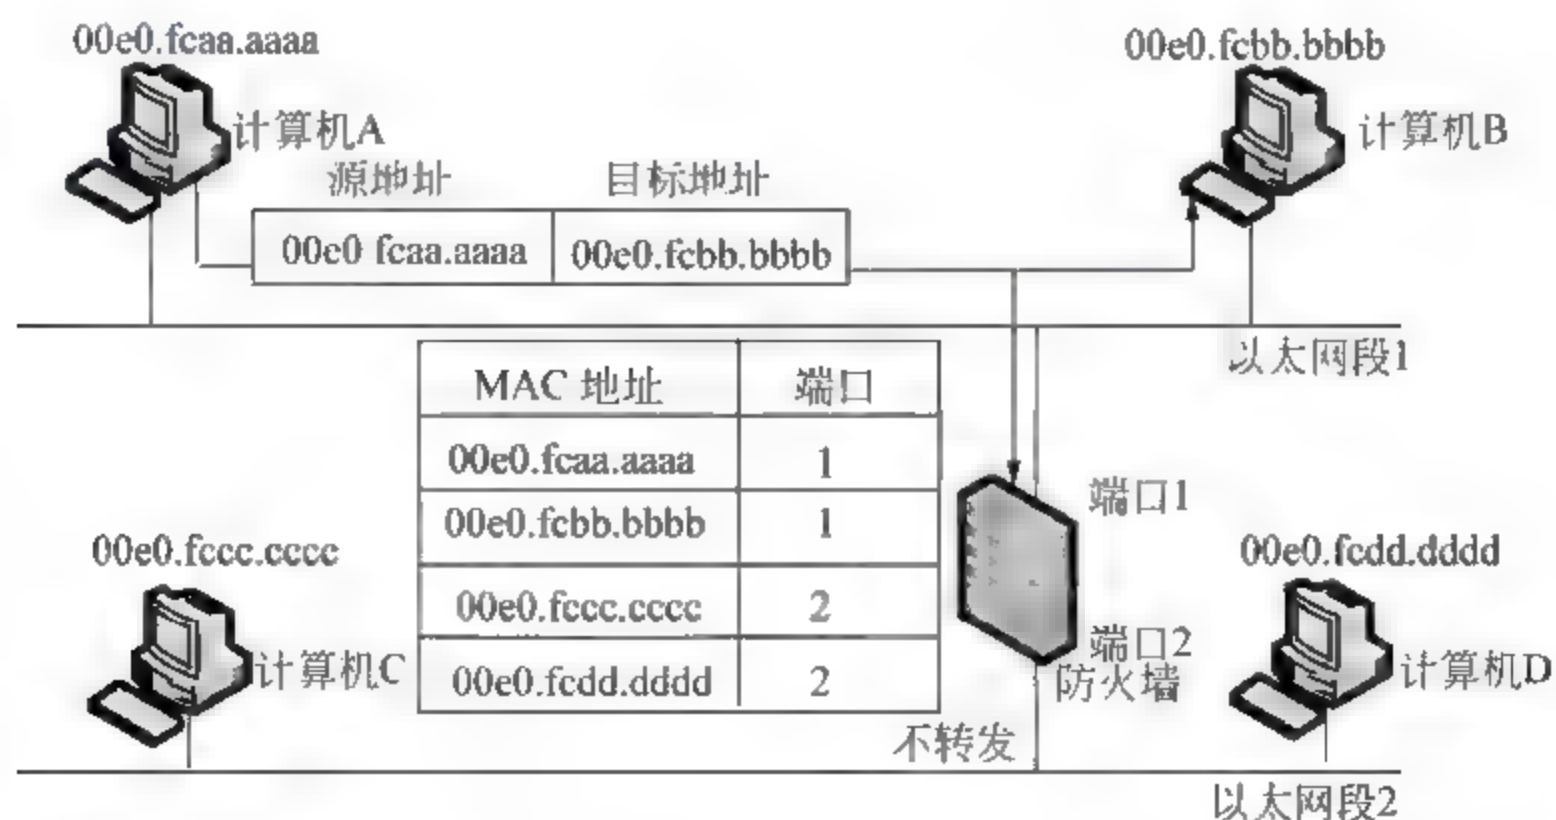 00e0.fcaa.aaaa
00e0.fcbb.bbbb
计算机A
计算机B
源地址
目标地址
00e0 fcaa.aaaa
00e0.fcbb.bbbb
以太网段1
MAC 地址
端口
00e0.fcaa.aaaa
1
00e0.fcbb.bbbb
1
00e0.fccc.cccc
2
00e0.fcdd.dddd
2
端口1
端口2
防火墙
00e0.fccc.cccc
计算机C
00e0.fcdd.dddd
计算机D
不转发
以太网段2